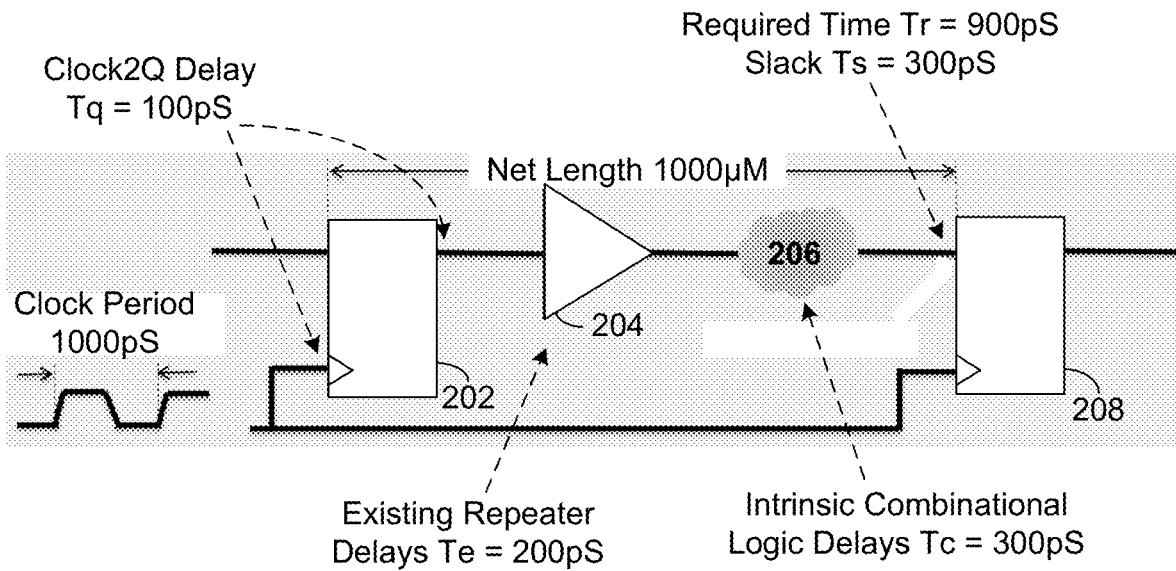 Required Time Tr = 900pS
Slack Ts = 300pS
Clock2Q Delay
Tq = 100pS
Net Length 1000µM
206
Clock Period
1000pS
204
202
208
Existing Repeater
Delays Te = 200pS
Intrinsic Combinational
Logic Delays Tc = 300pS